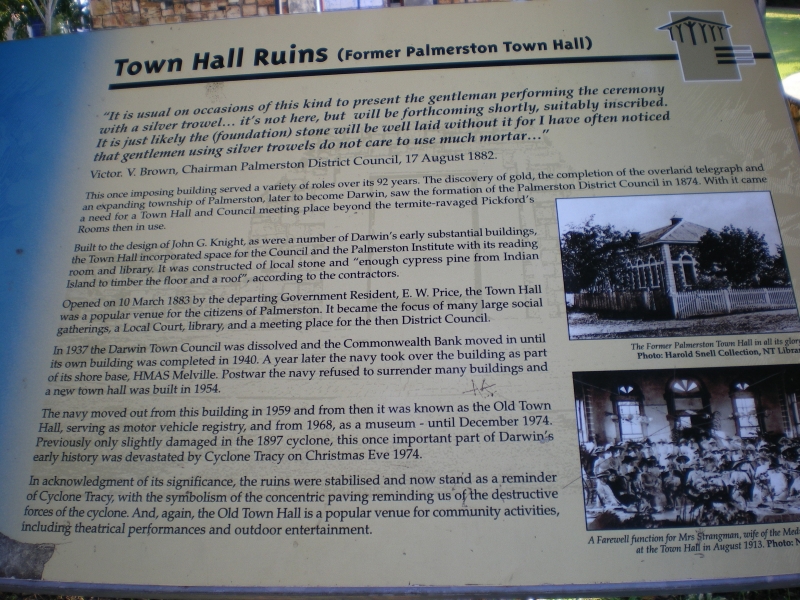 Town Hall Ruins (Former Palmerston Town Hall)
"It is usual on occasions of this kind to present the gentleman performing the ceremony
with a silver trowel... it's not here, but will be forthcoming shortly, suitably inscribed.
It is just likely the (foundation) stone will be well laid without it for I have often noticed
that gentlemen using silver trowels do not care to use much mortar..."
Victor. V. Brown, Chairman Palmerston District Council, 17 August 1882.
This once imposing building served a variety of roles over its 92 years. The discovery of gold, the completion of the overland telegraph and
an expanding township of Palmerston, later to become Darwin, saw the formation of the Palmerston District Council in 1874. With it came
a need for a Town Hall and Council meeting place beyond the termite-ravaged Pickford's
Rooms then in use.
Built to the design of John G. Knight, as were a number of Darwin's early substantial buildings,
the Town Hall incorporated space for the Council and the Palmerston Institute with its reading
room and library. It was constructed of local stone and "enough cypress pine from Indian
Island to timber the floor and a roof", according to the contractors.
Opened on 10 March 1883 by the departing Government Resident, E. W. Price, the Town Hall
was a popular venue for the citizens of Palmerston. It became the focus of many large social
gatherings, a Local Court, library, and a meeting place for the then District Council.
In 1937 the Darwin Town Council was dissolved and the Commonwealth Bank moved in until
its own building was completed in 1940. A year later the navy took over the building as part
of its shore base, HMAS Melville. Postwar the navy refused to surrender many buildings and
a new town hall was built in 1954.
The navy moved out from this building in 1959 and from then it was known as the Old Town
Hall, serving as motor vehicle registry, and from 1968, as a museum - until December 1974.
Previously only slightly damaged in the 1897 cyclone, this once important part of Darwin's
early history was devastated by Cyclone Tracy on Christmas Eve 1974.
In acknowledgment of its significance, the ruins were stabilised and now stand as a reminder
of Cyclone Tracy, with the symbolism of the concentric paving reminding us of the destructive
forces of the cyclone. And, again, the Old Town Hall is a popular venue for community activities,
including theatrical performances and outdoor entertainment.
The Former Palmerston Town Hall in all its glor
Photo: Harold Snell Collection, NT Librar
A Farewell function for Mrs Strangman, wife of the Med
at the Town Hall in August 1913. Photo: N